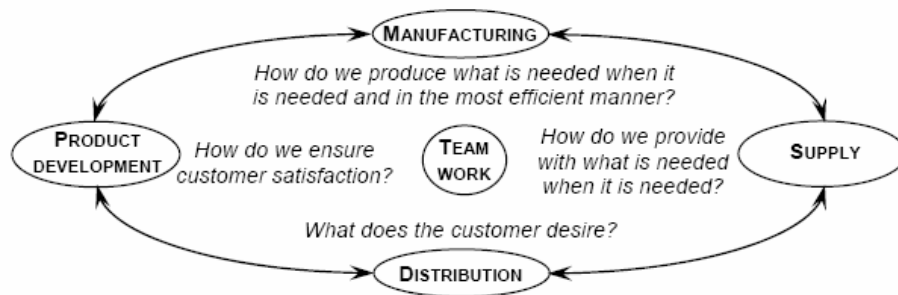 MANUFACTURING
How do we produce what is needed when it
is needed and in the most efficient manner?
PRODUCT
DEVELOPMENT
How do we ensure
customer satisfaction?
TEAM
WORK
How do we provide
with what is needed
when it is needed?
SUPPLY
What does the customer desire?
DISTRIBUTION